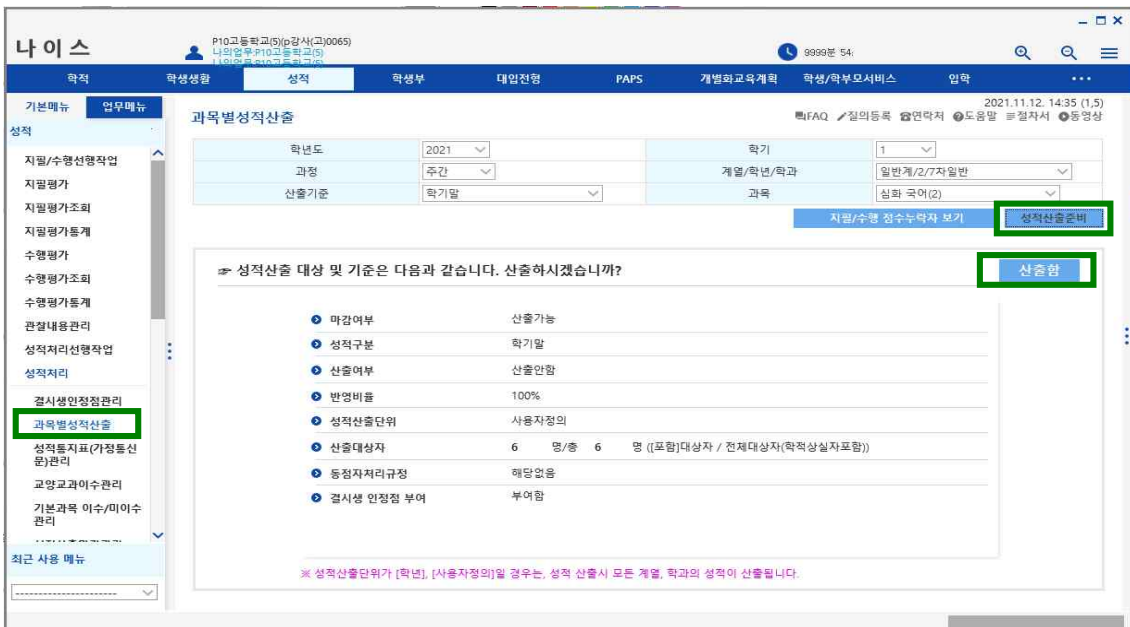 나이스
P10고등학교(5)(p강사(고)0065)
나의업무:P10고등학교(5)
9999분 54
학적 학생생활 성적 학생부 대입전형 PAPS 개별화교육계획 학생/학부모서비스 입학 •••
기본메뉴 업무메뉴
성적
지필/수행선행작업
지필평가
지필평가조회
지필평가통계
수행평가
수행평가조회
수행평가통계
관찰내용관리
성적처리선행작업
성적처리
결시생인정점관리
과목별성적산출
성적통지표(가정통신
문)관리
교양교과이수관리
기본과목 이수/미이수
관리
최근 사용 메뉴
----------------------
과목별성적산출
2021.11.12. 14:35 (1,5)
FAQ 질의등록 연락처 도움말 절차서 동영상
학년도 2021 학기 1
과정 주간 계열/학년/학과 일반계/2/7차일반
산출기준 학기말 과목 심화 국어(2)
지필/수행 점수누락자 보기 성적산출준비
☞ 성적산출 대상 및 기준은 다음과 같습니다. 산출하시겠습니까? 산출함
마감여부 산출가능
성적구분 학기말
산출여부 산출안함
반영비율 100%
성적산출단위 사용자정의
산출대상자 6 명/총 6 명 ([포함]대상자 / 전체대상자(학적상실자포함))
동점자처리규정 해당없음
결시생 인정점 부여 부여함
※ 성적산출단위가 [학년], [사용자정의]일 경우는, 성적 산출시 모든 계열, 학과의 성적이 산출됩니다.